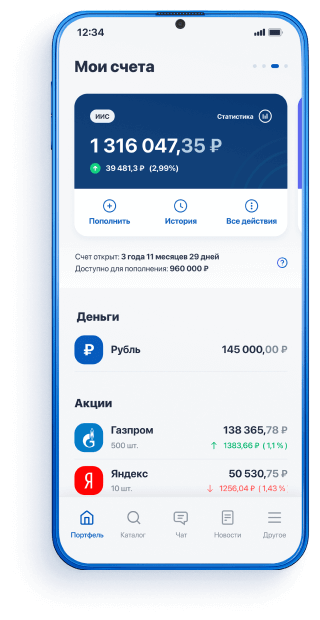 12:34
Мои счета
ИИС
Статистика
1 316 047,35 ₽
39 481,3 ₽ (2,99%)
Пополнить История Все действия
Счет открыт: 3 года 11 месяцев 29 дней
Доступно для пополнения: 960 000 ₽
?
Деньги
₽ Рубль 145 000,00 ₽
Акции
Газпром 138 365,78 ₽
500 шт. ↑ 1383,66 ₽ (1,1 %)
Я Яндекс 50 530,75 ₽
10 шт. ↓ 1256,04 ₽ (1,43 %
Портфель Каталог Чат Новости Другое